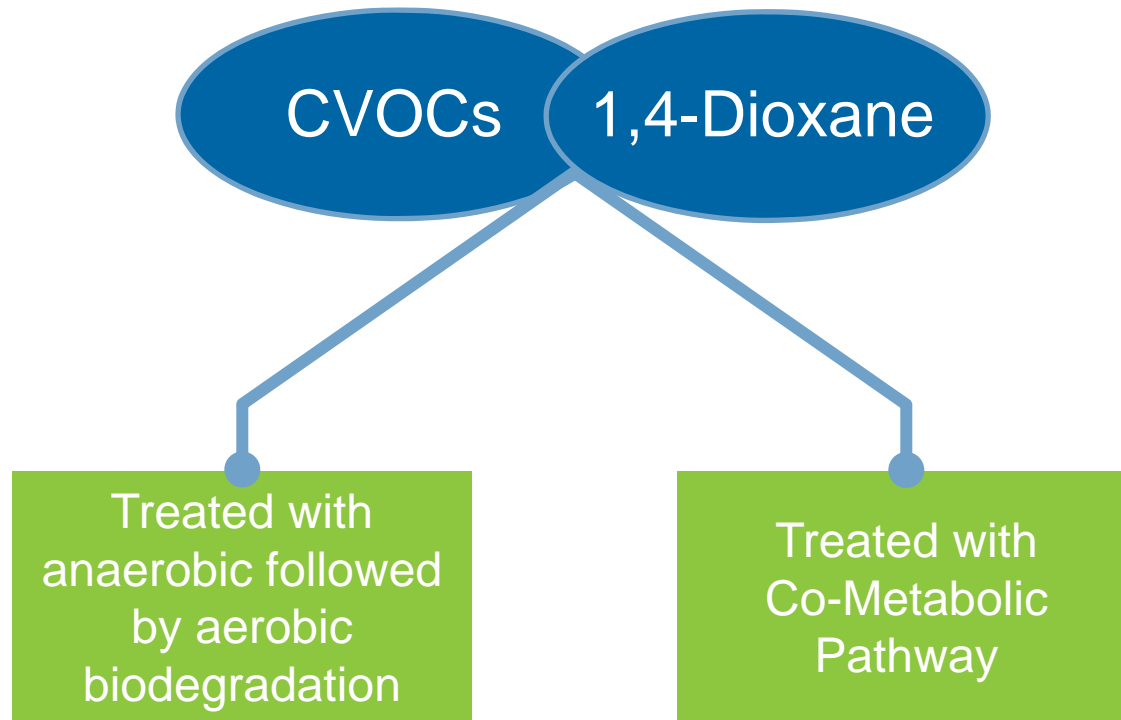 CVOCs
1,4-Dioxane
Treated with
anaerobic followed
by aerobic
biodegradation
Treated with
Co-Metabolic
Pathway